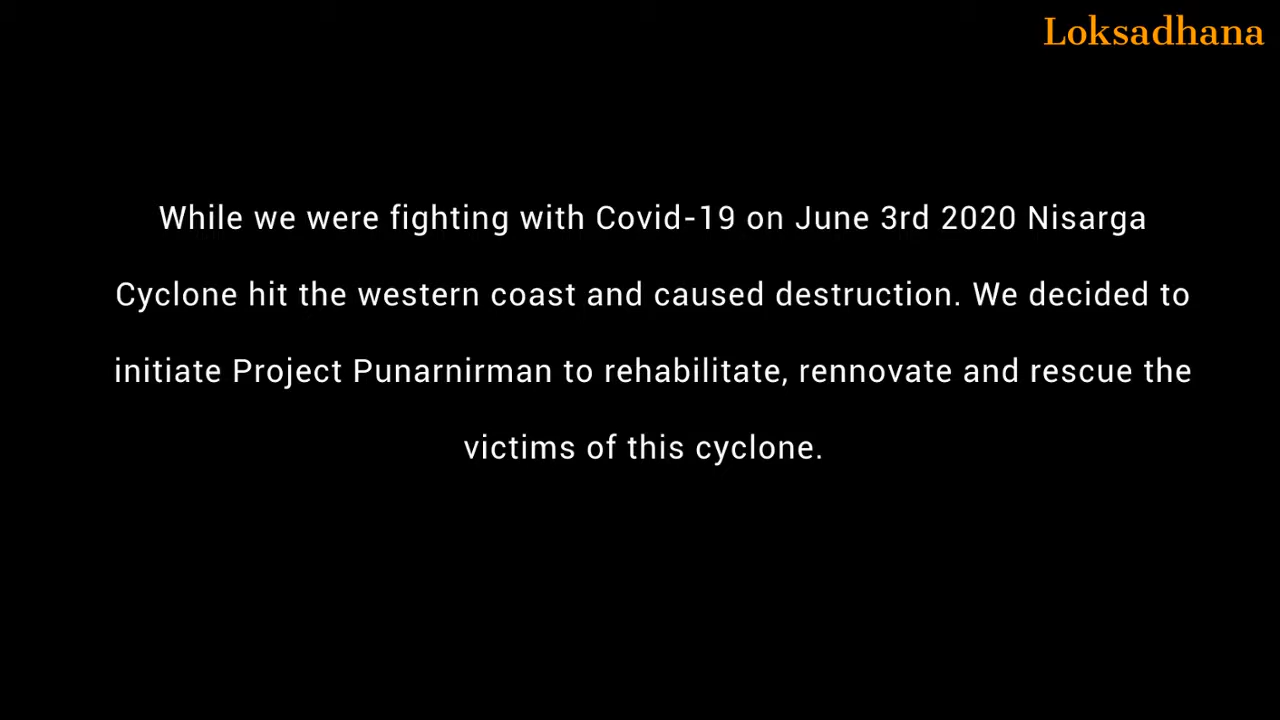 Loksadhana
While we were fighting with Covid-19 on June 3rd 2020 Nisarga
Cyclone hit the western coast and caused destruction. We decided to
initiate Project Punarnirman to rehabilitate, rennovate and rescue the
victims of this cyclone.